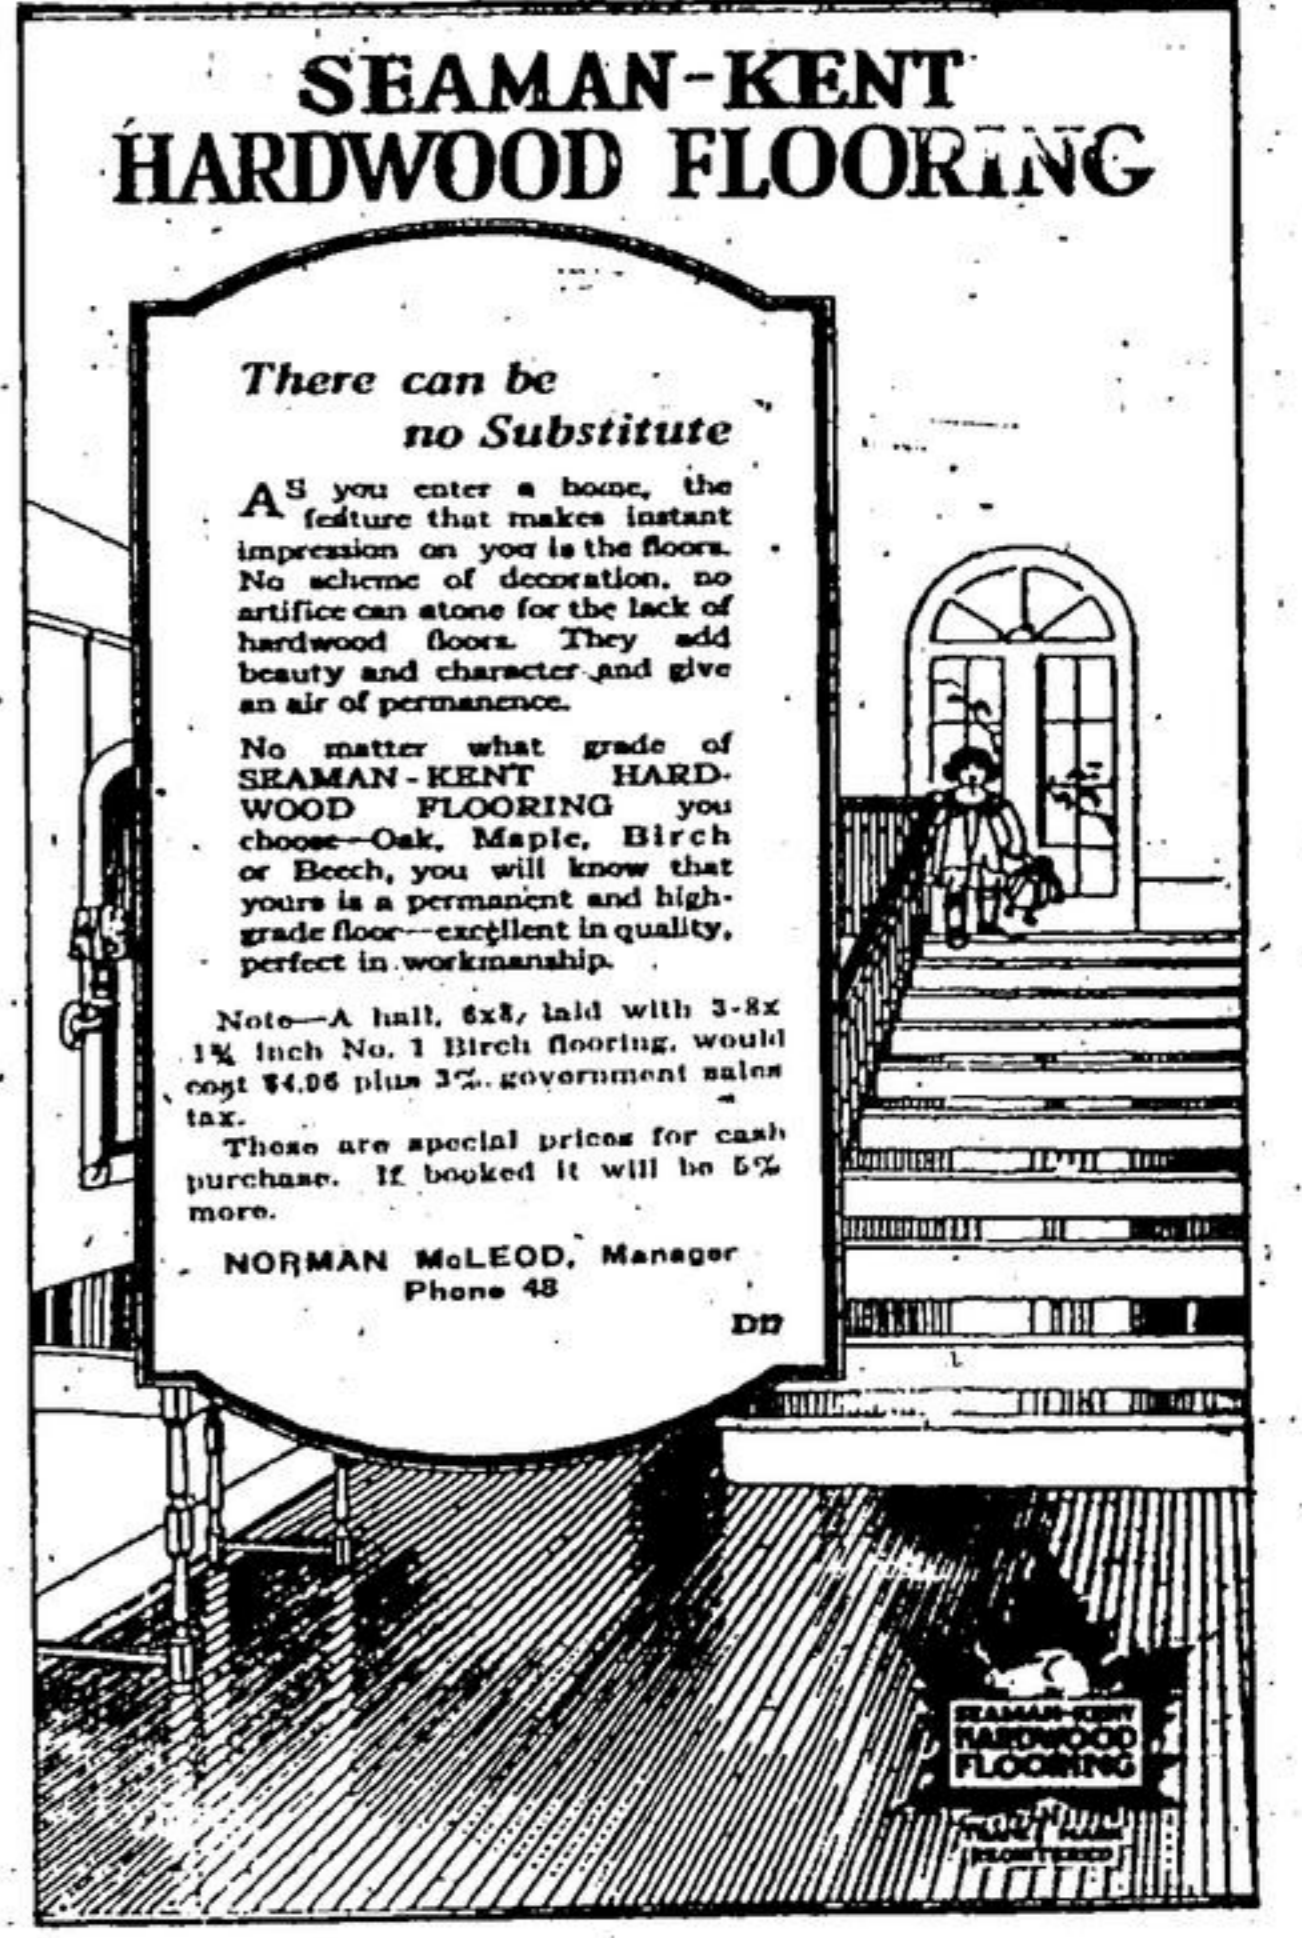 SEAMAN-KENT
HARDWOOD FLOORING
There can be
no Substitute
AS you enter a home, the
feature that makes instant
impression on you is the floors.
No scheme of decoration, no
artifice can atone for the lack of
hardwood floors. They add
beauty and character and give
an air of permanence.
No matter what grade of
SEAMAN-KENT HARD-
WOOD FLOORING you
choose—Oak, Maple, Birch
or Beech, you will know that
yours is a permanent and high-
grade floor—excellent in quality,
perfect in workmanship.
Note—A hall, 6x8, laid with 3-8x
inch No. 1 Birch flooring, would
cost plus 3% government sales
tax.
These are special prices for cash
purchase. If booked it will be 5%
more.
NORMAN McLEOD, Manager
Phone 48
SEAMAN-KENT
HARDWOOD
FLOORING
TRADE MARK
REGISTERED